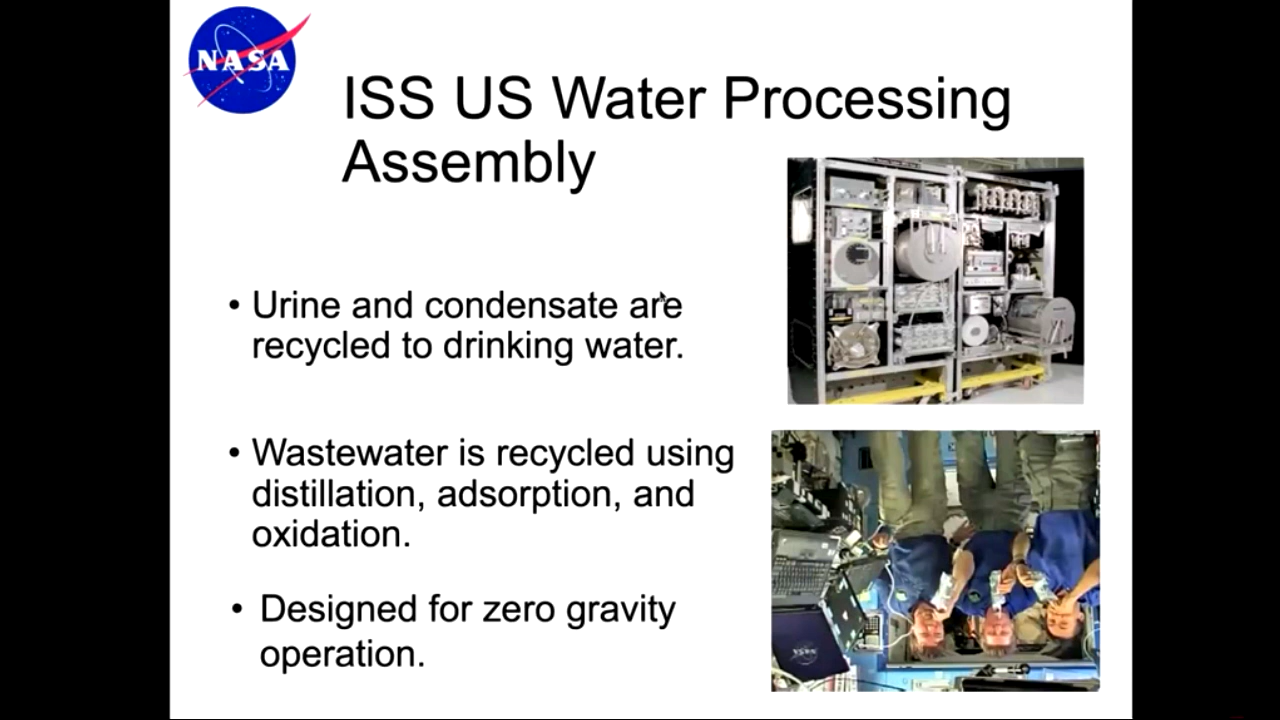 NASA
ISS US Water Processing
Assembly
• Urine and condensate are
recycled to drinking water.
• Wastewater is recycled using
distillation, adsorption, and
oxidation.
• Designed for zero gravity
operation.
NASA